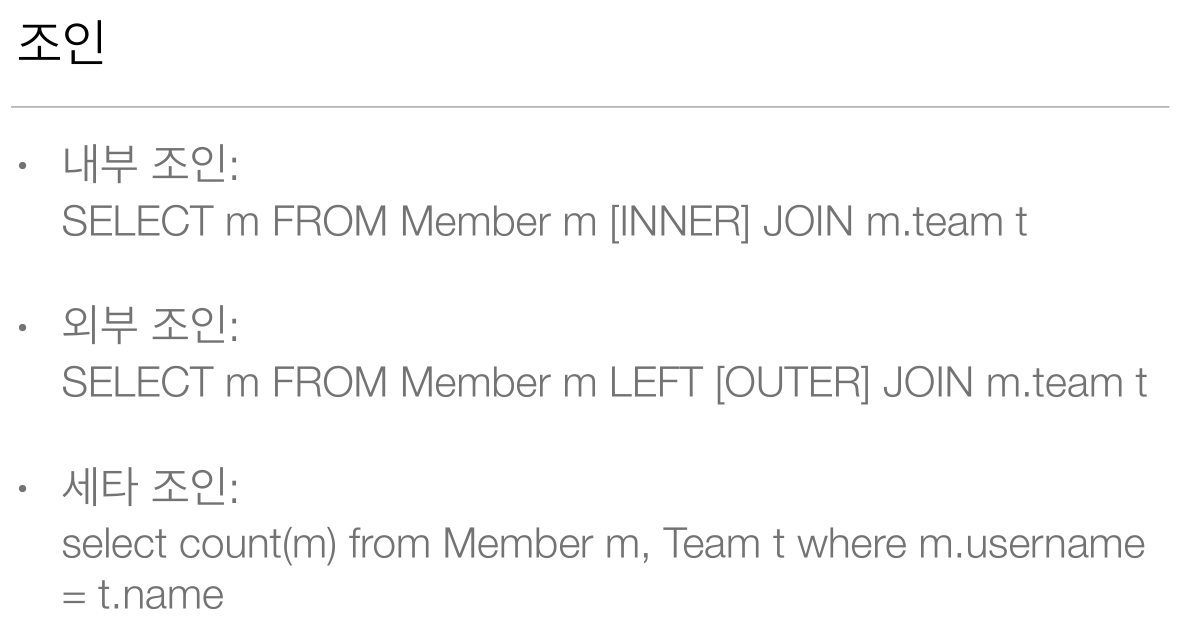 조인
• 내부 조인:
SELECT m FROM Member m [INNER] JOIN m.team t
• 외부 조인:
SELECT m FROM Member m LEFT [OUTER] JOIN m.team t
• 세타 조인:
select count(m) from Member m, Team t where m.username
= t.name